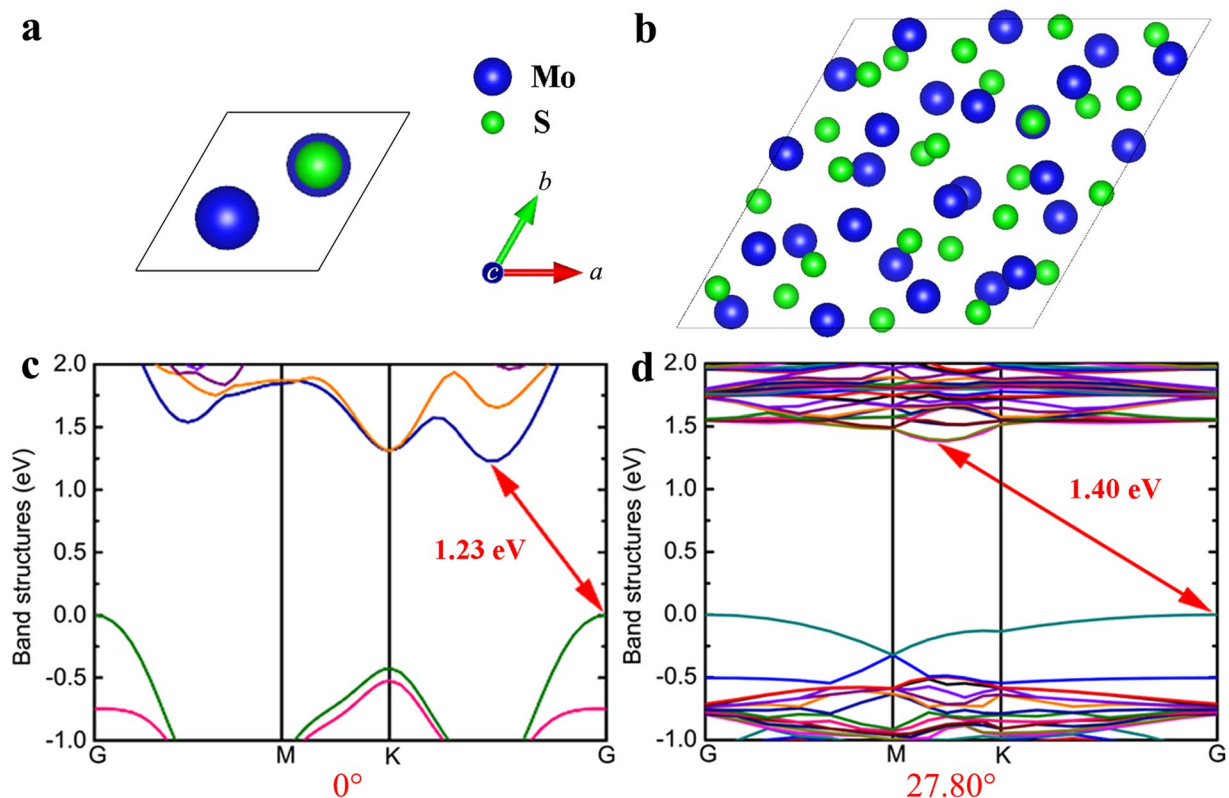 a
Mo
S
b
a
c
b
c
2.0
1.5
1.0
0.5
0.0
-0.5
-1.0
Band structures (eV)
1.23 eV
G
M
K
G
0°
d
2.0
1.5
1.0
0.5
0.0
-0.5
-1.0
Band structures (eV)
1.40 eV
G
M
K
G
27.80°